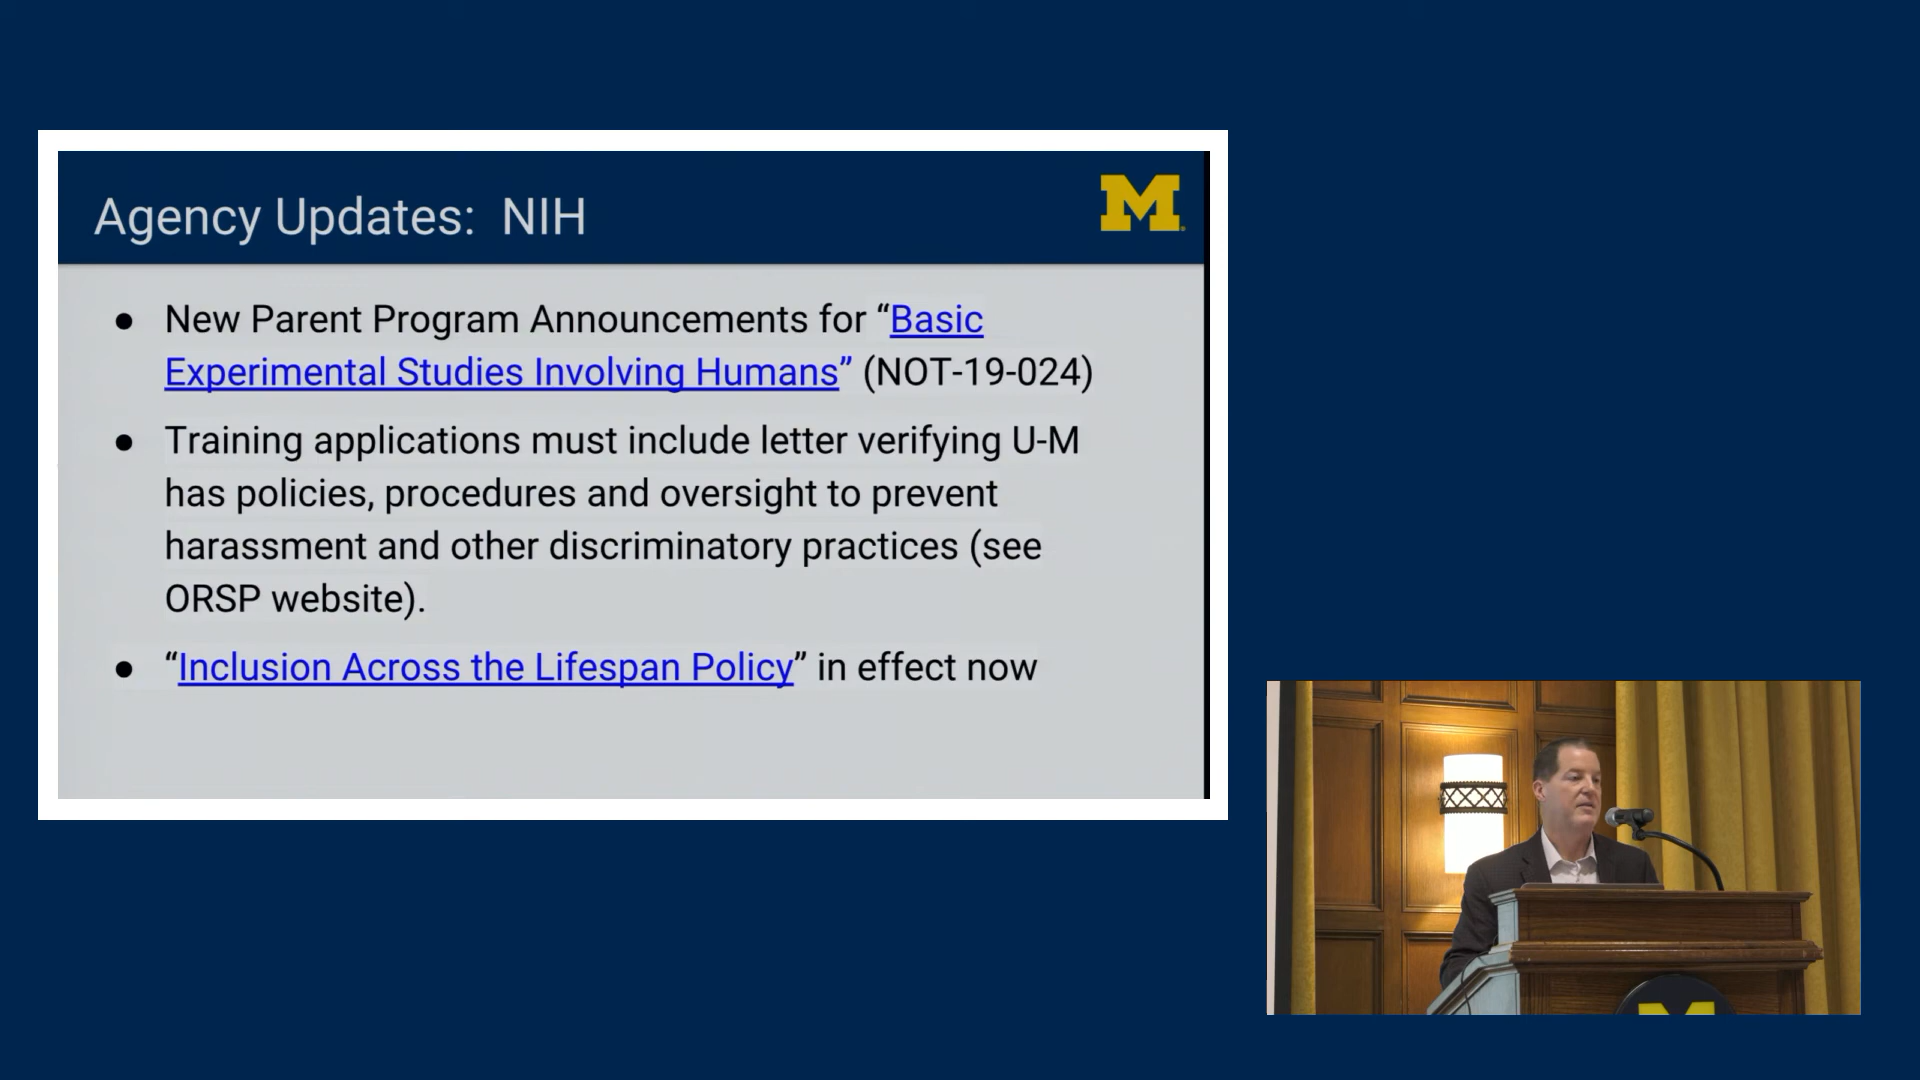 Agency Updates: NIH
M
● New Parent Program Announcements for “Basic
Experimental Studies Involving Humans” (NOT-19-024)
● Training applications must include letter verifying U-M
has policies, procedures and oversight to prevent
harassment and other discriminatory practices (see
ORSP website).
● “Inclusion Across the Lifespan Policy” in effect now
M